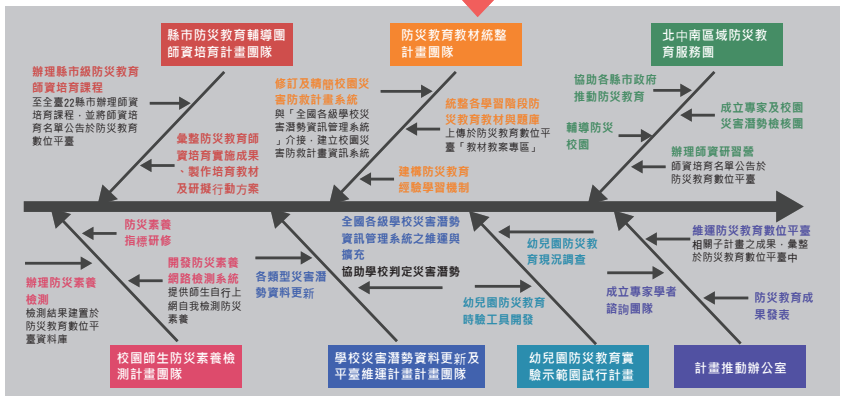 縣市防災教育輔導團
師資培育計畫團隊
辦理縣市級防災教育
師資培育課程
至全臺22縣市辦理師資
培育課程，並將師資培
育名單公告於防災教育
數位平臺
彙整防災教育師
資培育實施成果
、製作培育教材
及研擬行動方案
防災教育教材統整
計畫團隊
修訂及精簡校園災
害防救計畫系統
與「全國各級學校災
害潛勢資訊管理系統
」介接，建立校園災
害防救計畫資訊系統
統整各學習階段防
災教育教材與題庫
上傳於防災教育數位平
臺「教材教案專區」
建構防災教育
經驗學習機制
北中南區域防災教
育服務團
協助各縣市政府
推動防災教育
成立專家及校園
災害潛勢檢核團
輔導防災
校園
辦理師資研習營
師資培育名單公告於
防災教育數位平臺
防災素養
指標研修
辦理防災素養
檢測
檢測結果建置於
防災教育數位平
臺資料庫
開發防災素養
網路檢測系統
提供師生自行上
網自我檢測防災
素養
校園師生防災素養檢
測計畫團隊
全國各級學校災害潛勢
資訊管理系統之維運與
擴充
各類型災害潛
勢資料更新
協助學校判定災害潛勢
學校災害潛勢資料更新及
平臺維運計畫計畫團隊
幼兒園防災教
育現況調查
幼兒園防災教育
時驗工具開發
幼兒園防災教育實
驗示範園試行計畫
維運防災教育數位平臺
相關子計畫之成果，彙整
於防災教育數位平臺中
成立專家學者
諮詢團隊
防災教育成
果發表
計畫推動辦公室